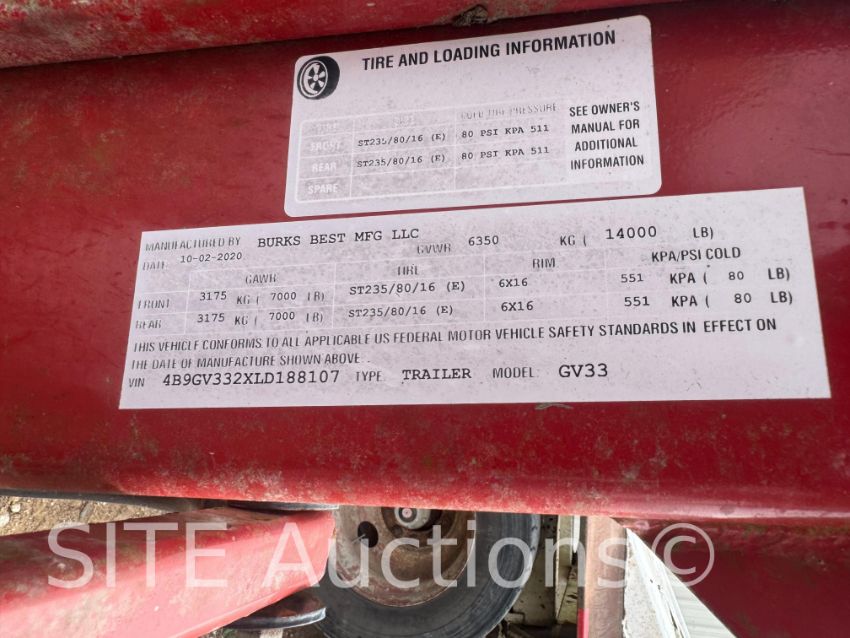 TIRE AND LOADING INFORMATION
SIZE COLD TIRE PRESSURE
FRONT ST235/80/16 (E) 80 PSI KPA 511
REAR ST235/80/16 (E) 80 PSI KPA 511
SPARE
SEE OWNER'S
MANUAL FOR
ADDITIONAL
INFORMATION
MANUFACTURED BY BURKS BEST MFG LLC
DATE 10-02-2020 GVWR 6350 KG ( 14000 LB)
GAWR TIRE RIM KPA/PSI COLD
FRONT 3175 KG ( 7000 LB) ST235/80/16 (E) 6X16 551 KPA ( 80 LB)
REAR 3175 KG ( 7000 LB) ST235/80/16 (E) 6X16 551 KPA ( 80 LB)
THIS VEHICLE CONFORMS TO ALL APPLICABLE US FEDERAL MOTOR VEHICLE SAFETY STANDARDS IN EFFECT ON
THE DATE OF MANUFACTURE SHOWN ABOVE .
VIN 4B9GV332XLD188107 TYPE TRAILER MODEL GV33
SITE Auctions.com©